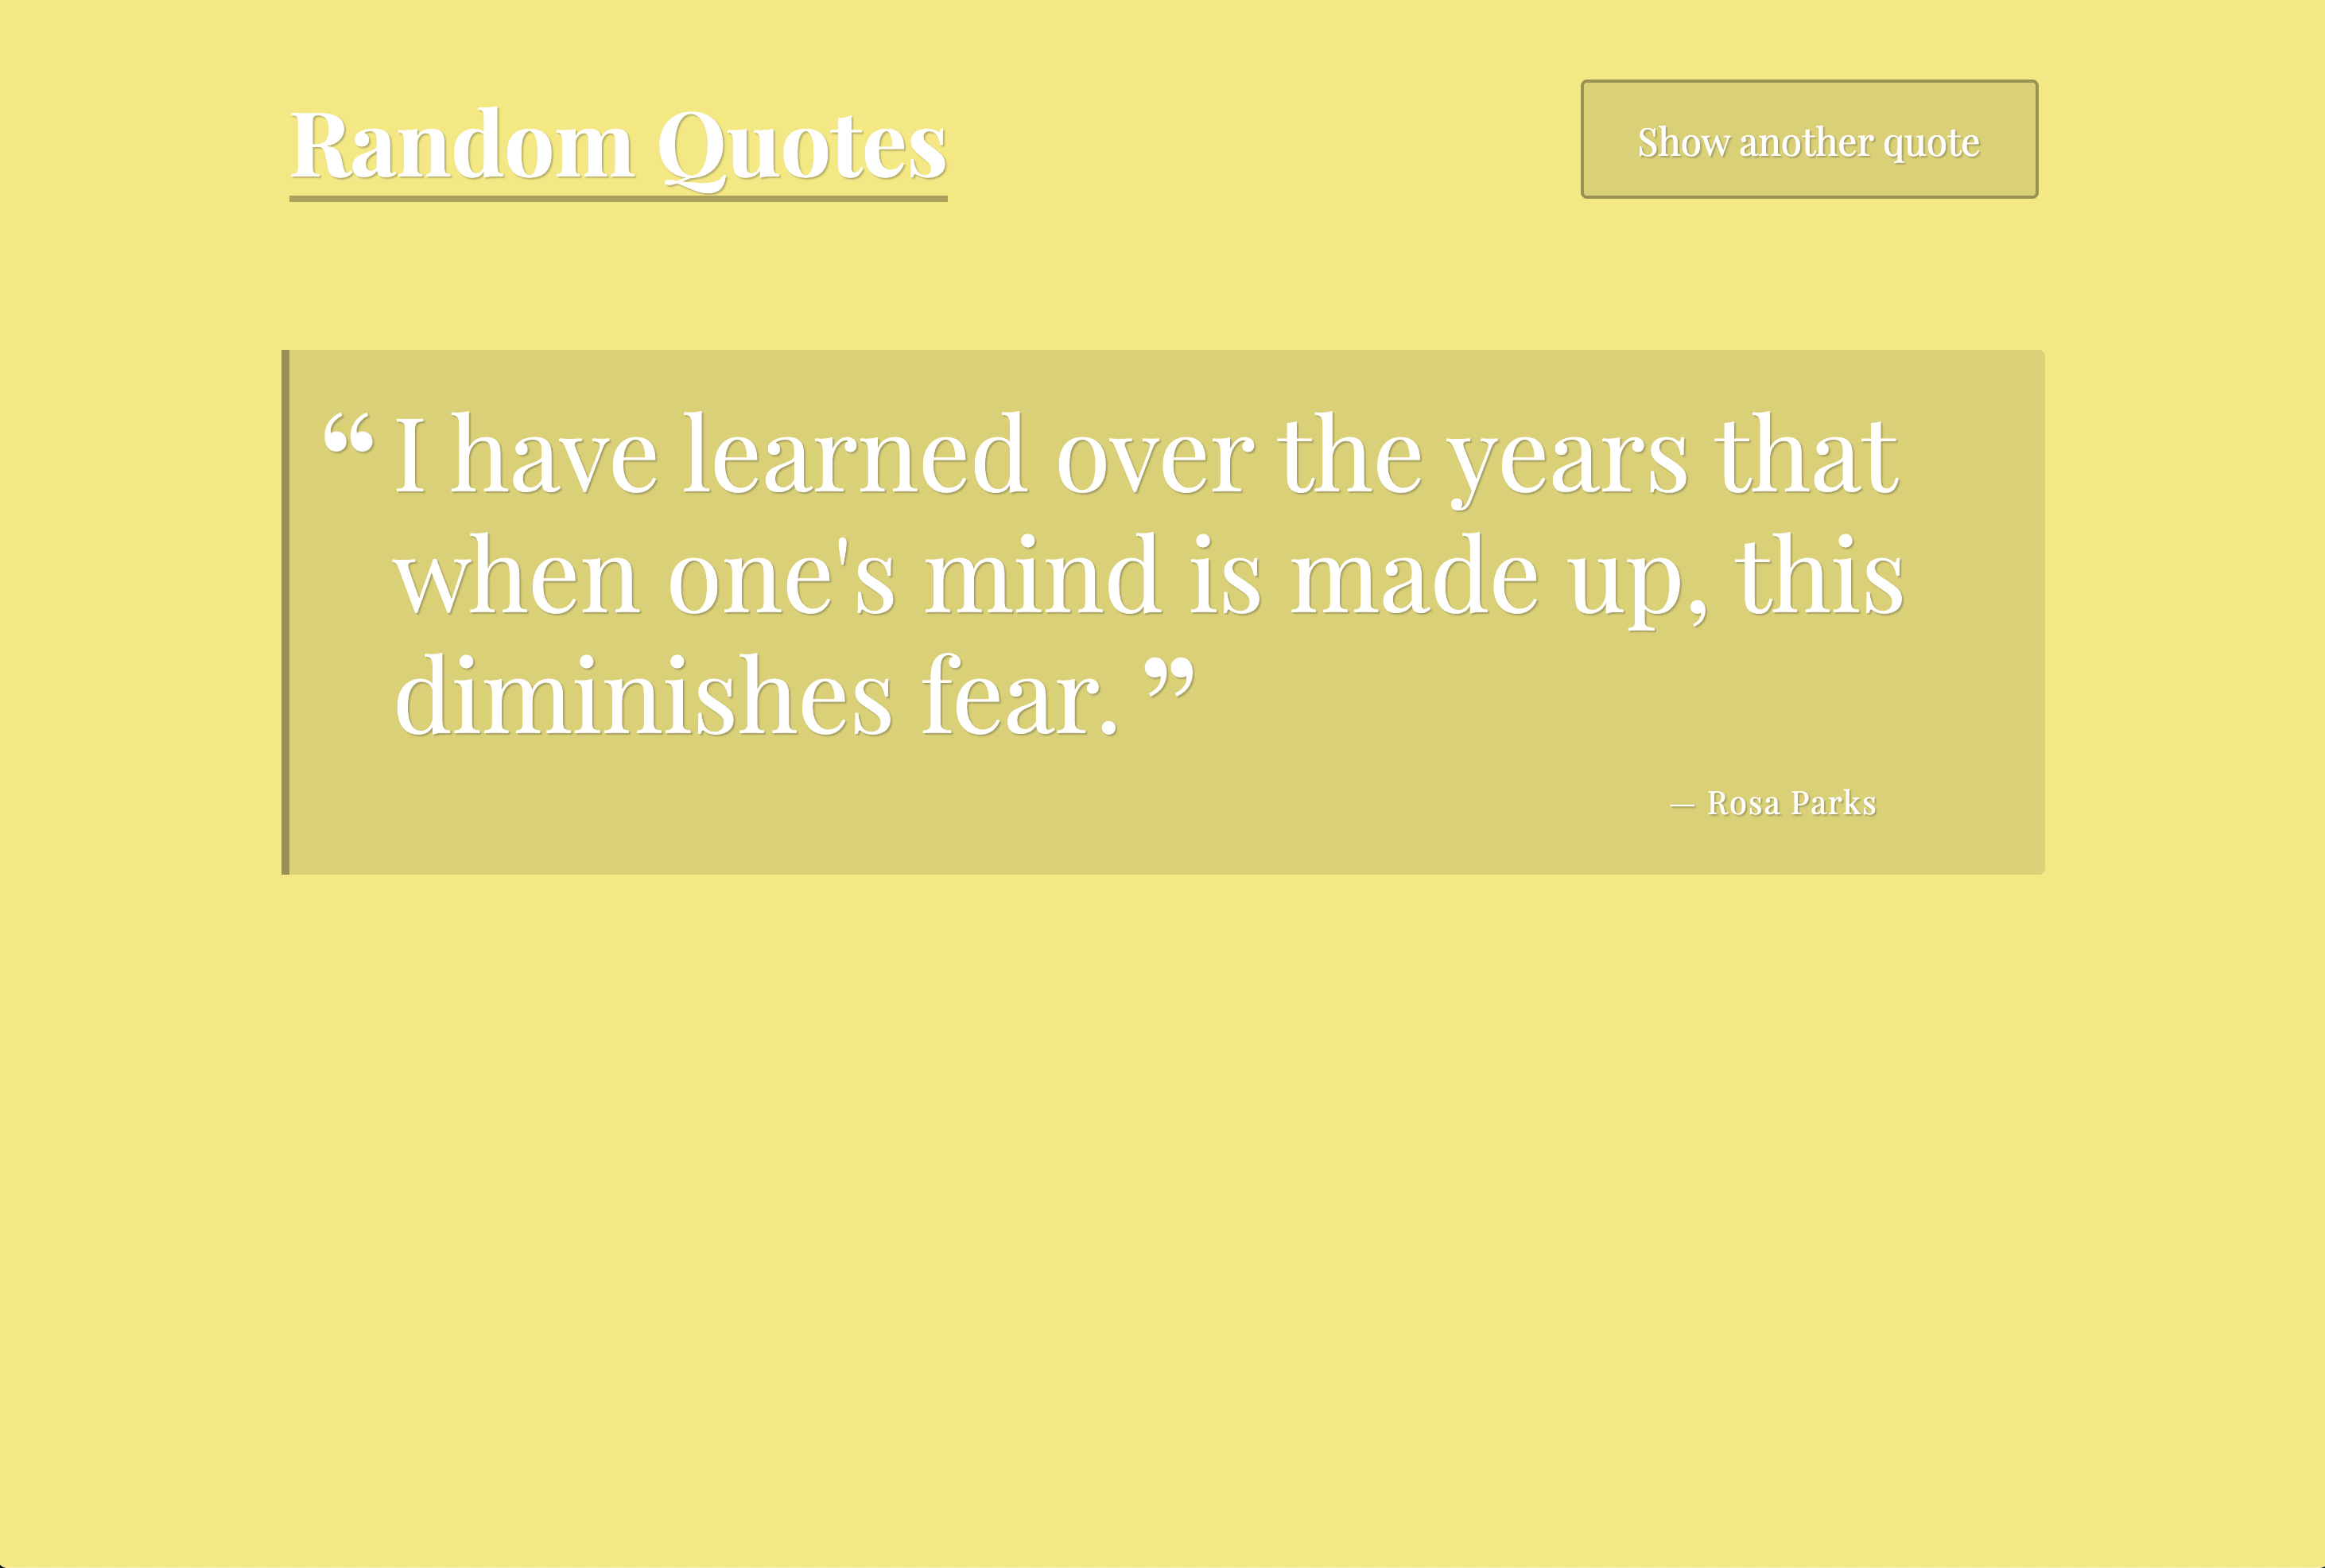 Random Quotes
Show another quote
“ I have learned over the years that
when one's mind is made up, this
diminishes fear. ”
— Rosa Parks